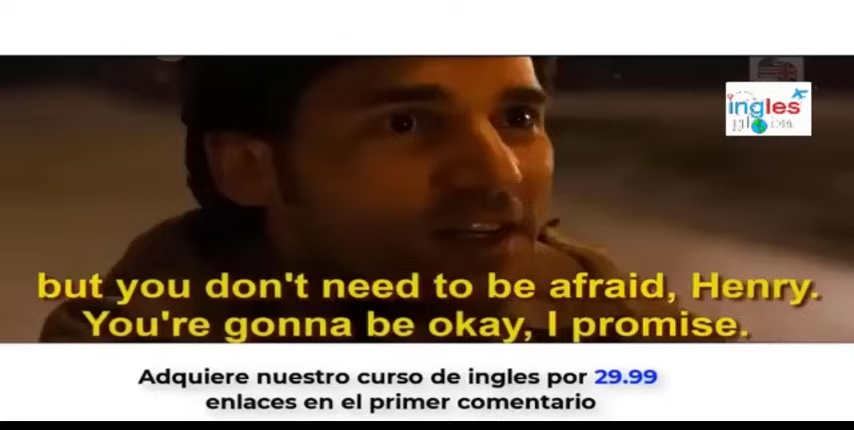 ingles
but you don't need to be afraid, Henry.
You're gonna be okay, I promise.
Adquiere nuestro curso de ingles por 29.99
enlaces en el primer comentario